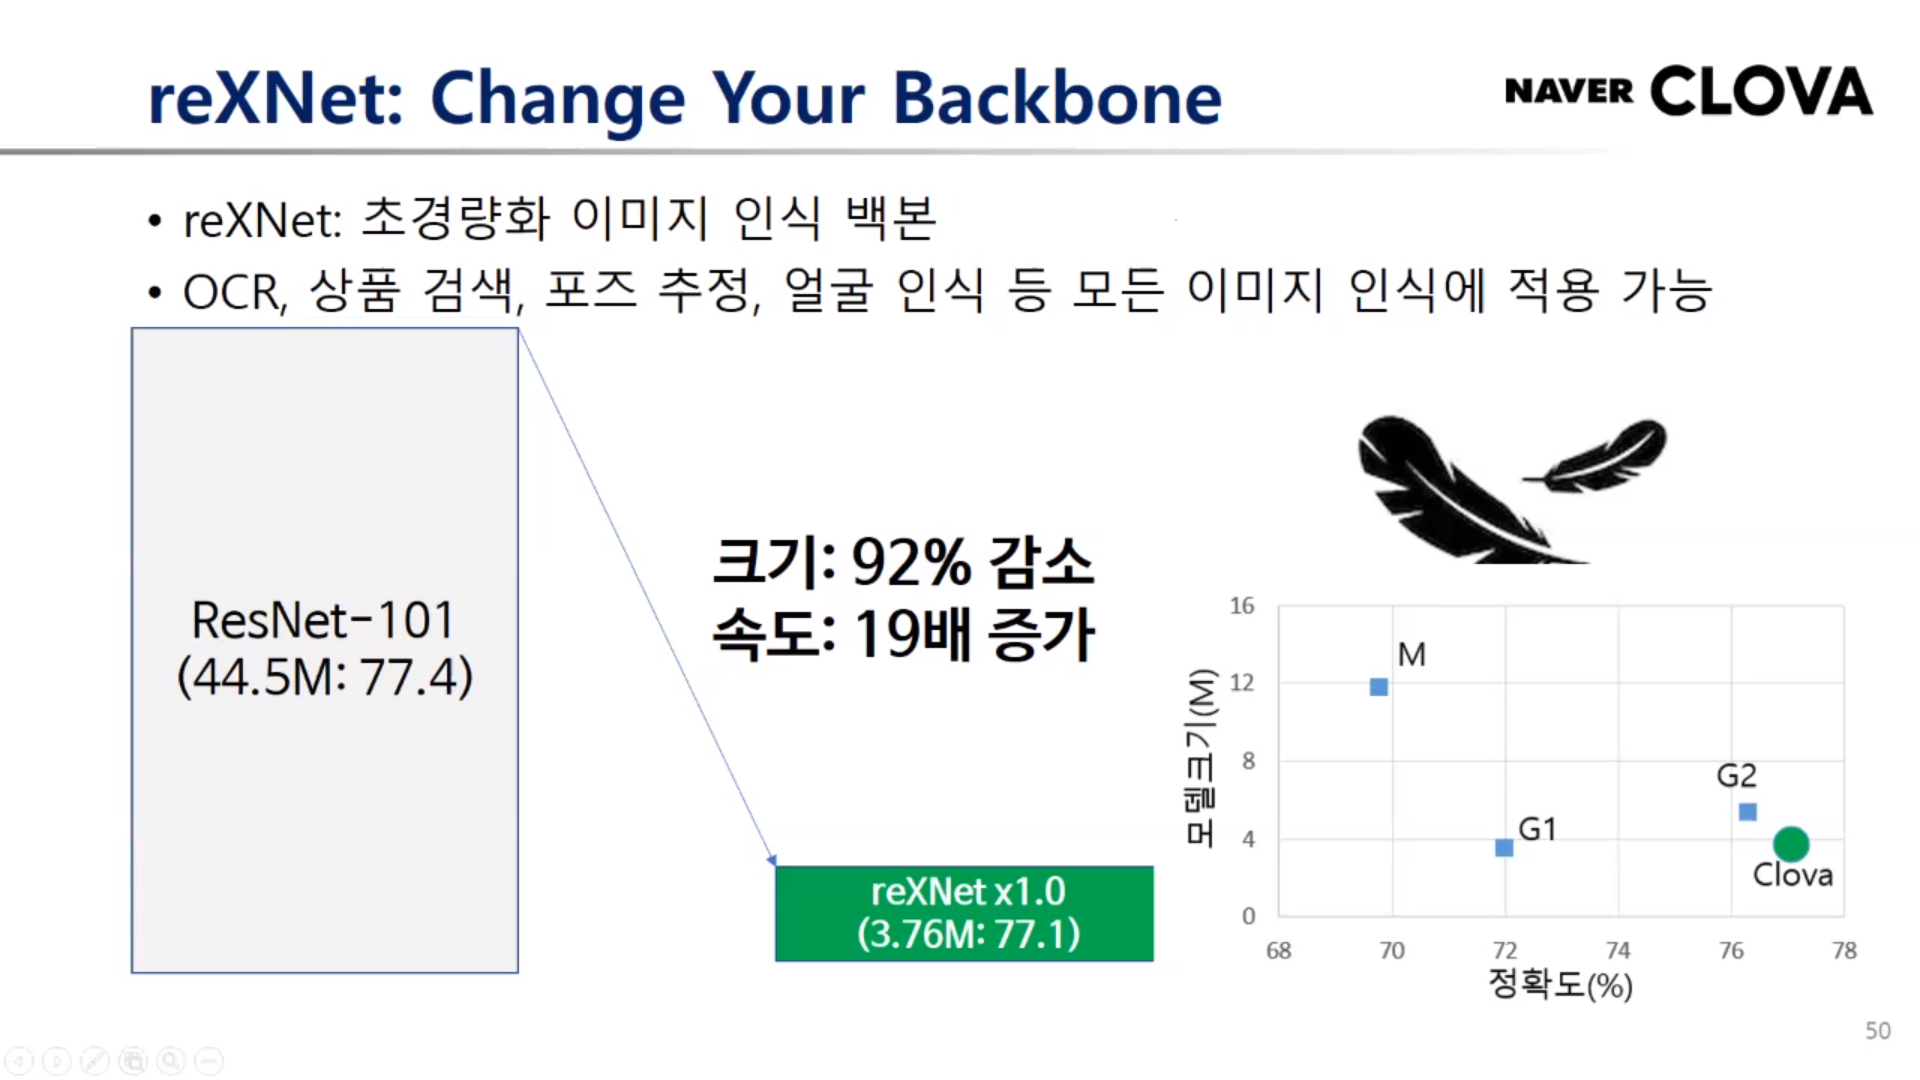 reXNet: Change Your Backbone
NAVER CLOVA
• reXNet: 초경량화 이미지 인식 백본
• OCR, 상품 검색, 포즈 추정, 얼굴 인식 등 모든 이미지 인식에 적용 가능
ResNet-101
(44.5M: 77.4)
크기: 92% 감소
속도: 19배 증가
reXNet x1.0
(3.76M: 77.1)
모델크기(M)
16
12
8
4
0
M
G1
G2
Clova
68 70 72 74 76 78
정확도(%)
50